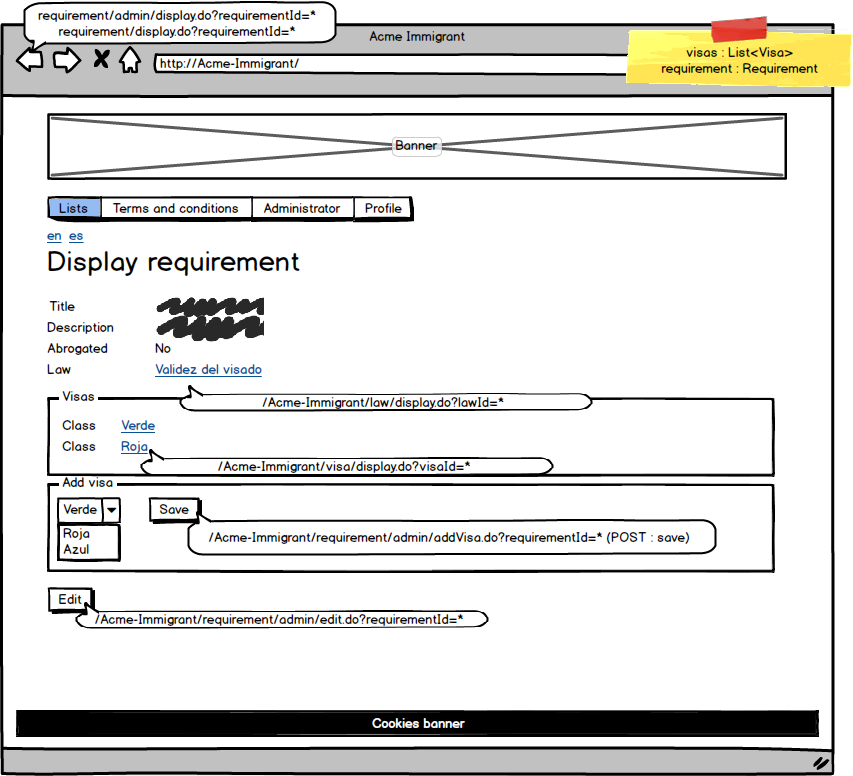 requirement/admin/display.do?requirementId=*
requirement/display.do?requirementId=*
Acme Immigrant
visas : List<Visa>
requirement : Requirement
http://Acme-Immigrant/
Banner
Lists Terms and conditions Administrator Profile
en es
Display requirement
Title
Description
Abrogated No
Law Validez del visado
/Acme-Immigrant/law/display.do?lawId=*
Visas
Class Verde
Class Roja
/Acme-Immigrant/visa/display.do?visaId=*
Add visa
Verde Save
Roja
Azul
/Acme-Immigrant/requirement/admin/addVisa.do?requirementId=* (POST : save)
Edit
/Acme-Immigrant/requirement/admin/edit.do?requirementId=*
Cookies banner